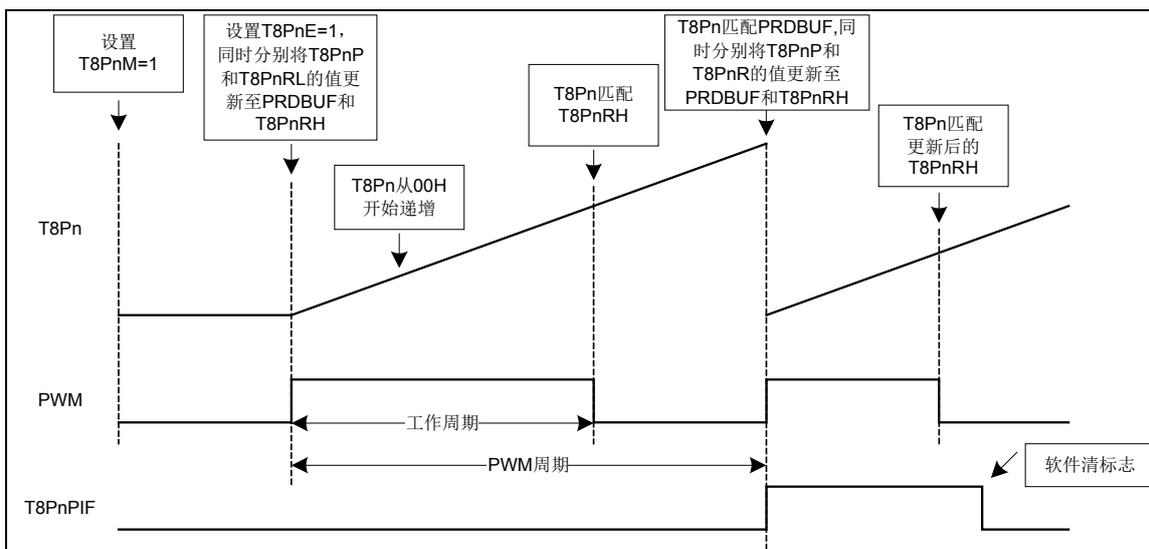 设置
T8PnM=1
设置T8PnE=1,
同时分别将T8PnP
和T8PnRL的值更
新至PRDBUF和
T8PnRH
T8Pn匹配
T8PnRH
T8Pn匹配PRDBUF,同
时分别将T8PnP和
T8PnR的值更新至
PRDBUF和T8PnRH
T8Pn匹配
更新后的
T8PnRH
T8Pn从00H
开始递增
T8Pn
PWM
工作周期
PWM周期
软件清标志
T8PnPIF